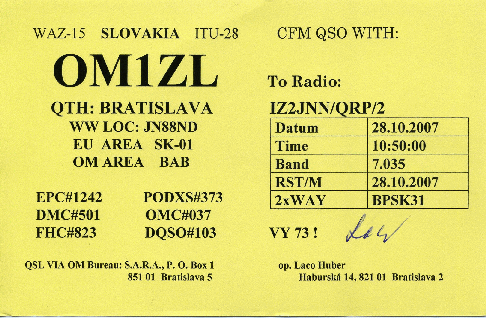 WAZ-15 SLOVAKIA ITU-28
OM1ZL
QTH: BRATISLAVA
WW LOC: JN88ND
EU AREA SK-01
OM AREA BAB
EPC#1242 PODXS#373
DMC#501 OMC#037
FHC#823 DQSO#103
QSL VIA OM Bureau: S.A.R.A., P. O. Box 1
851 01 Bratislava 5
CFM QSO WITH:
To Radio:
IZ2JNN/QRP/2
Datum 28.10.2007
Time 10:50:00
Band 7.035
RST/M 28.10.2007
2xWAY BPSK31
VY 73 !
op. Laco Huber
Haburská 14, 821 01 Bratislava 2